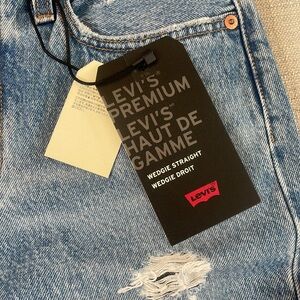 LEVI'S
PREMIUM
LEVI'S
HAUT DE
GAMME
WEDGIE STRAIGHT
WEDGIE DROIT
LEVI'S